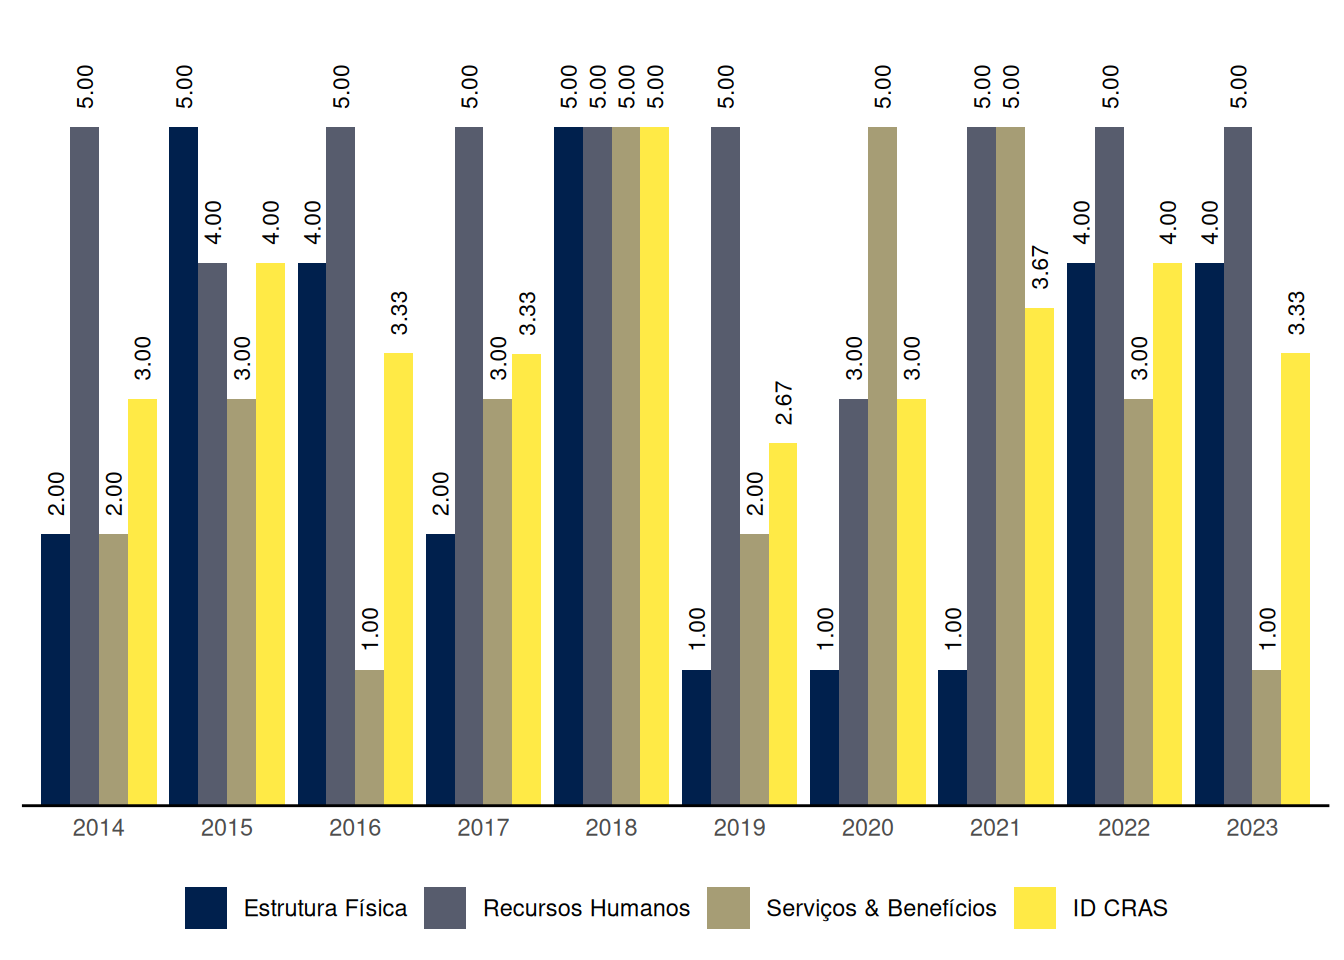 2.00 5.00 2.00 3.00
5.00 4.00 3.00 4.00
4.00 5.00 1.00 3.33
2.00 5.00 3.00 3.33
5.00 5.00 5.00 5.00
1.00 5.00 2.00 2.67
1.00 3.00 5.00 3.00
1.00 5.00 5.00 3.67
4.00 5.00 3.00 4.00
4.00 5.00 1.00 3.33
2014 2015 2016 2017 2018 2019 2020 2021 2022 2023
Estrutura Física Recursos Humanos Serviços & Benefícios ID CRAS